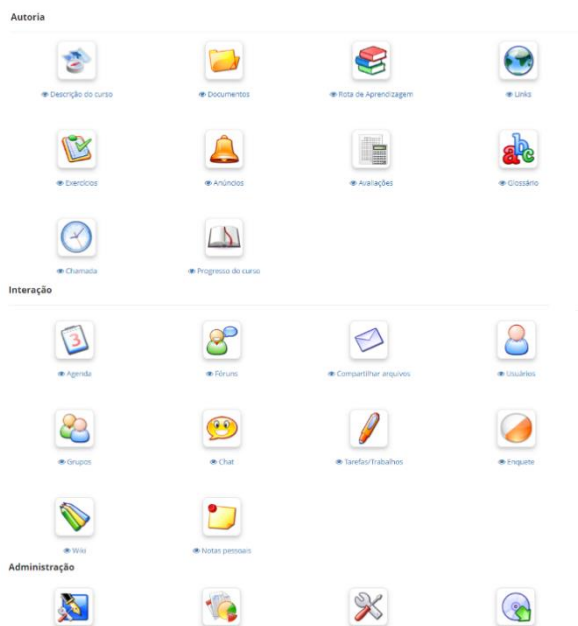 Autoria
Descrição do curso
Documentos
Rota de Aprendizagem
Links
Exercícios
Anúncios
Avaliações
Glossário
Chamada
Progresso do curso
Interação
3
Agenda
Fóruns
Compartilhar arquivos
Usuários
Grupos
Chat
Tarefas/Trabalhos
Enquete
Wiki
Notas pessoais
Administração